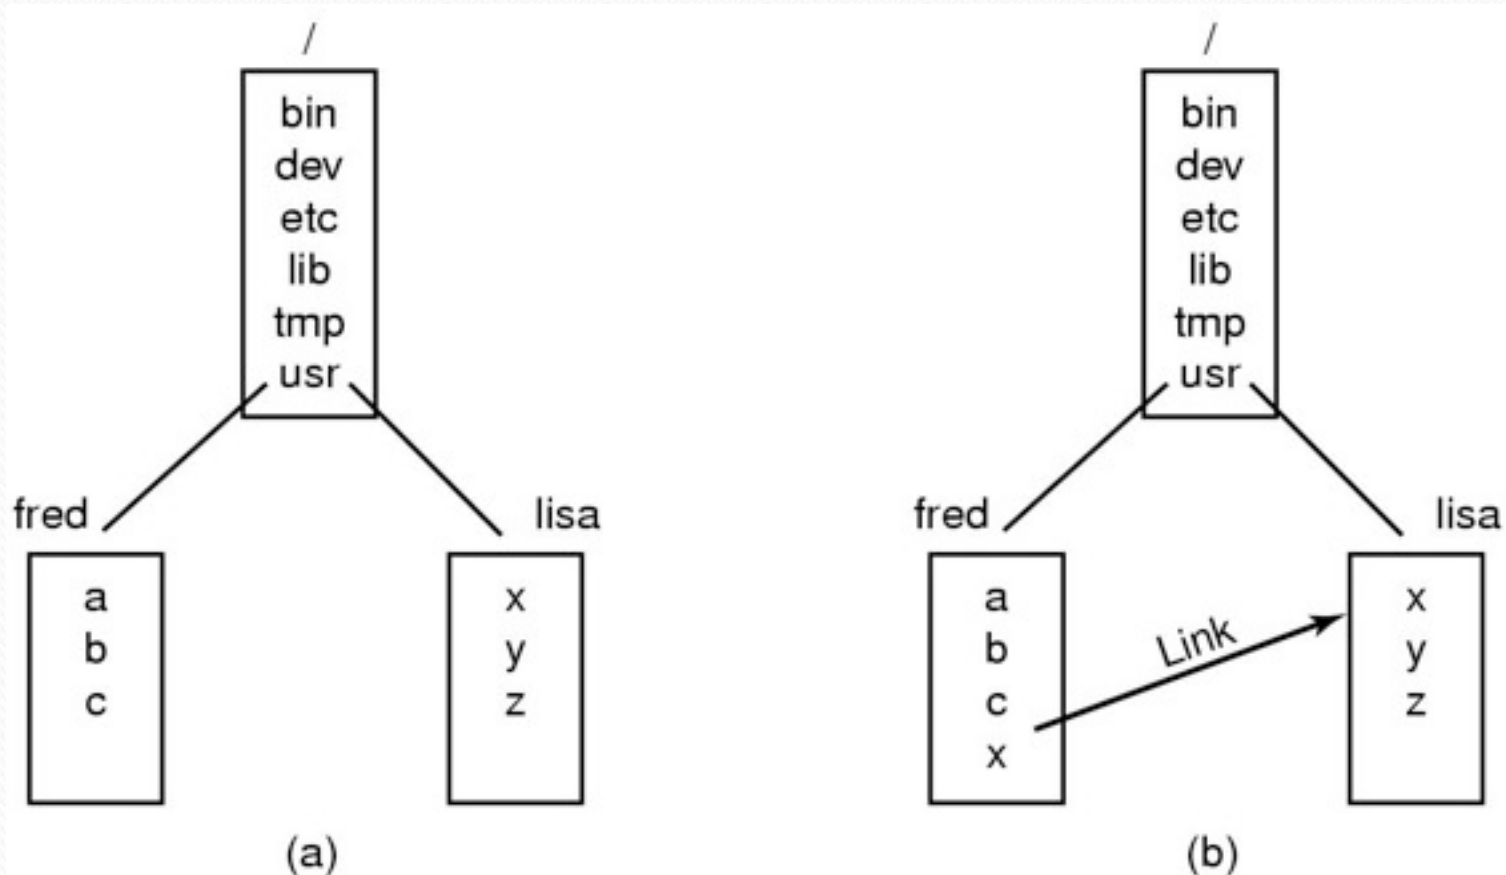 /
bin
dev
etc
lib
tmp
usr
fred
lisa
a
b
c
x
y
z
(a)
/
bin
dev
etc
lib
tmp
usr
fred
lisa
a
b
c
x
Link
x
y
z
(b)